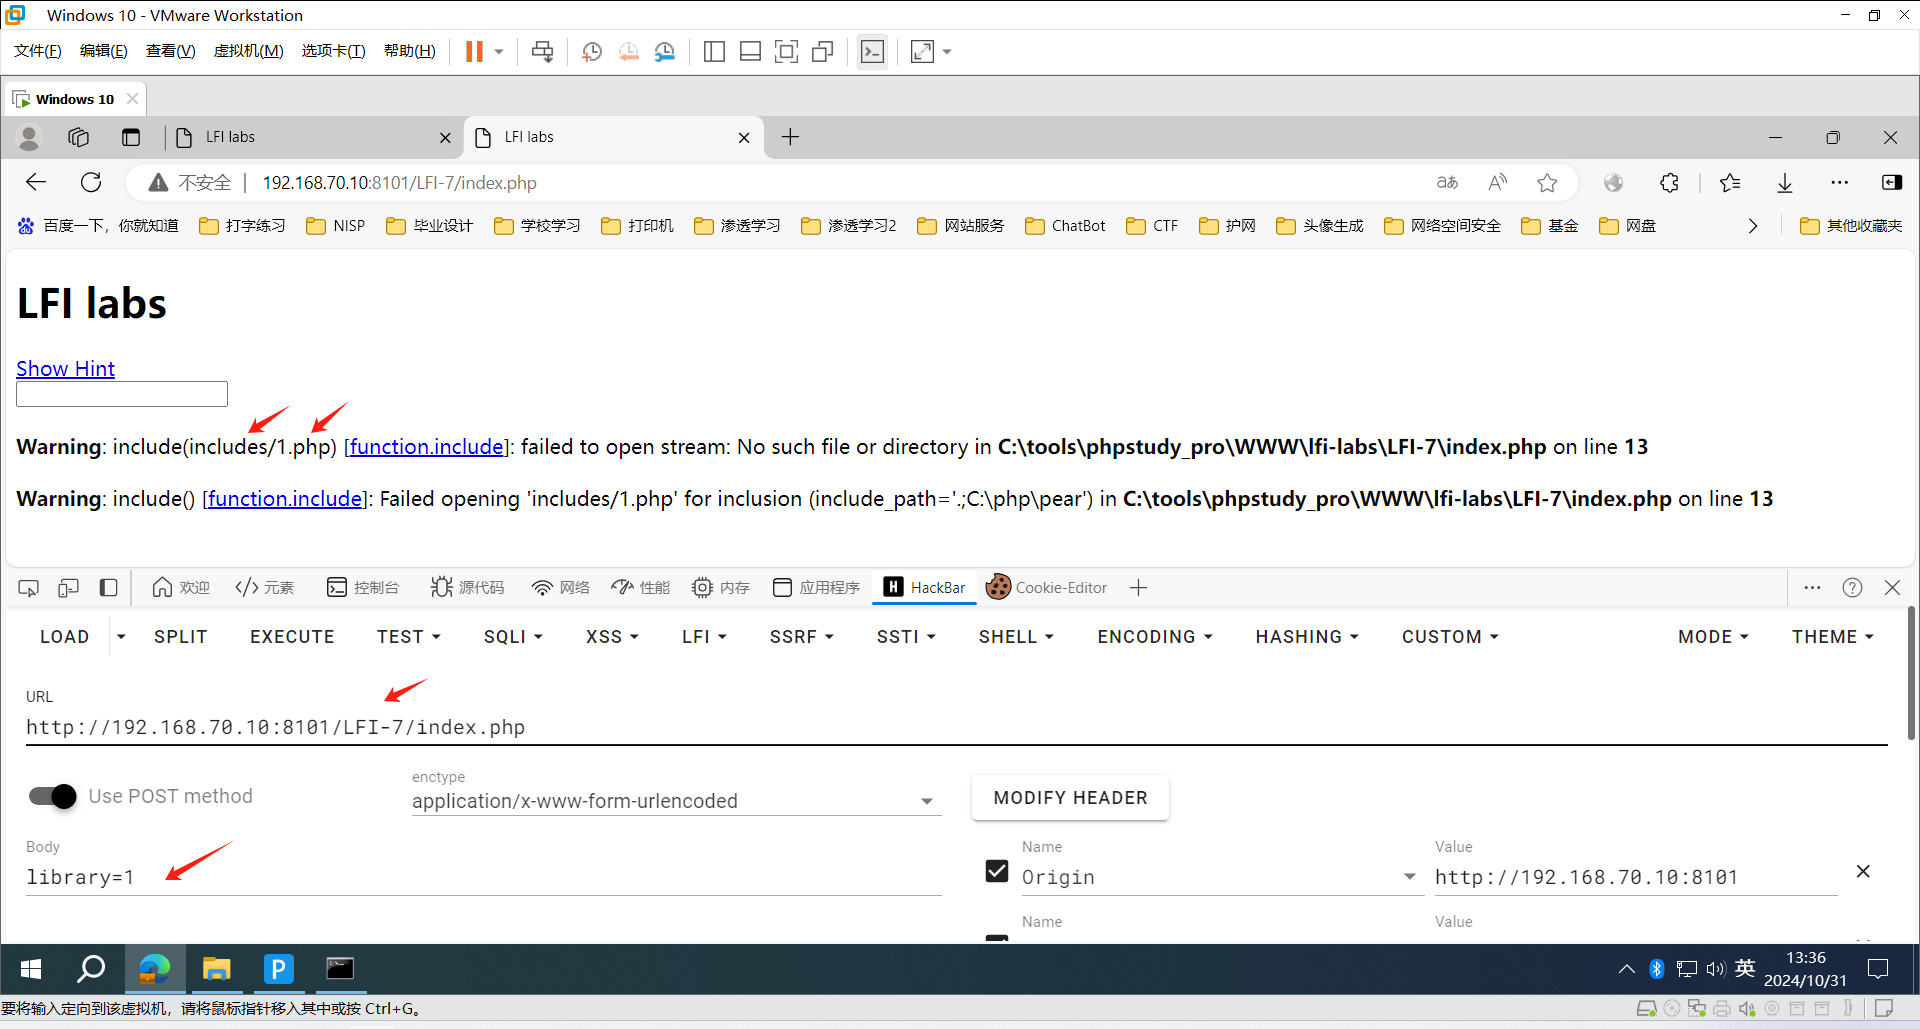 Windows 10 - VMware Workstation
文件(F) 编辑(E) 查看(V) 虚拟机(M) 选项卡(T) 帮助(H)
Windows 10
LFI labs LFI labs
不安全 192.168.70.10:8101/LFI-7/index.php aあ A
百度一下，你就知道 打字练习 NISP 毕业设计 学校学习 打印机 渗透学习 渗透学习2 网站服务 ChatBot CTF 护网 头像生成 网络空间安全 基金 网盘 其他收藏夹
LFI labs
Show Hint
Warning: include(includes/1.php) [function.include]: failed to open stream: No such file or directory in C:\tools\phpstudy_pro\WWW\lfi-labs\LFI-7\index.php on line 13
Warning: include() [function.include]: Failed opening 'includes/1.php' for inclusion (include_path='.;C:\php\pear') in C:\tools\phpstudy_pro\WWW\lfi-labs\LFI-7\index.php on line 13
欢迎 元素 控制台 源代码 网络 性能 内存 应用程序 H HackBar Cookie-Editor
LOAD SPLIT EXECUTE TEST SQLI XSS LFI SSRF SSTI SHELL ENCODING HASHING CUSTOM MODE THEME
URL
http://192.168.70.10:8101/LFI-7/index.php
Use POST method
enctype
application/x-www-form-urlencoded
MODIFY HEADER
Body
library=1
Name Value
Origin http://192.168.70.10:8101
Name Value
P
英
13:36
2024/10/31
要将输入定向到该虚拟机，请将鼠标指针移入其中或按 Ctrl+G。